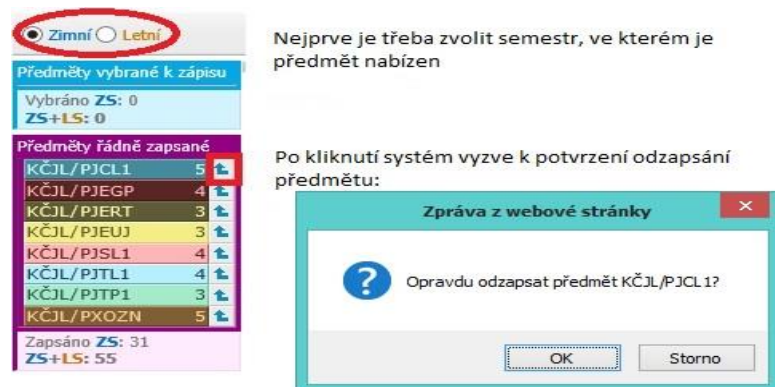 Zimní Letní
Nejprve je třeba zvolit semestr, ve kterém je
předmět nabízen
Předměty vybrané k zápisu
Vybráno ZS: 0
ZS+LS: 0
Předměty řádně zapsané
KČJL/PJCL1 5
KČJL/PJEGP 4
KČJL/PJERT 3
KČJL/PJEUJ 3
KČJL/PJSL1 4
KČJL/PJTL1 4
KČJL/PJTP1 3
KČJL/PXOZN 5
Zapsáno ZS: 31
ZS+LS: 55
Po kliknutí systém vyzve k potvrzení odzapsání
předmětu:
Zpráva z webové stránky
Opravdu odzapsat předmět KČJL/PJCL1?
OK Storno